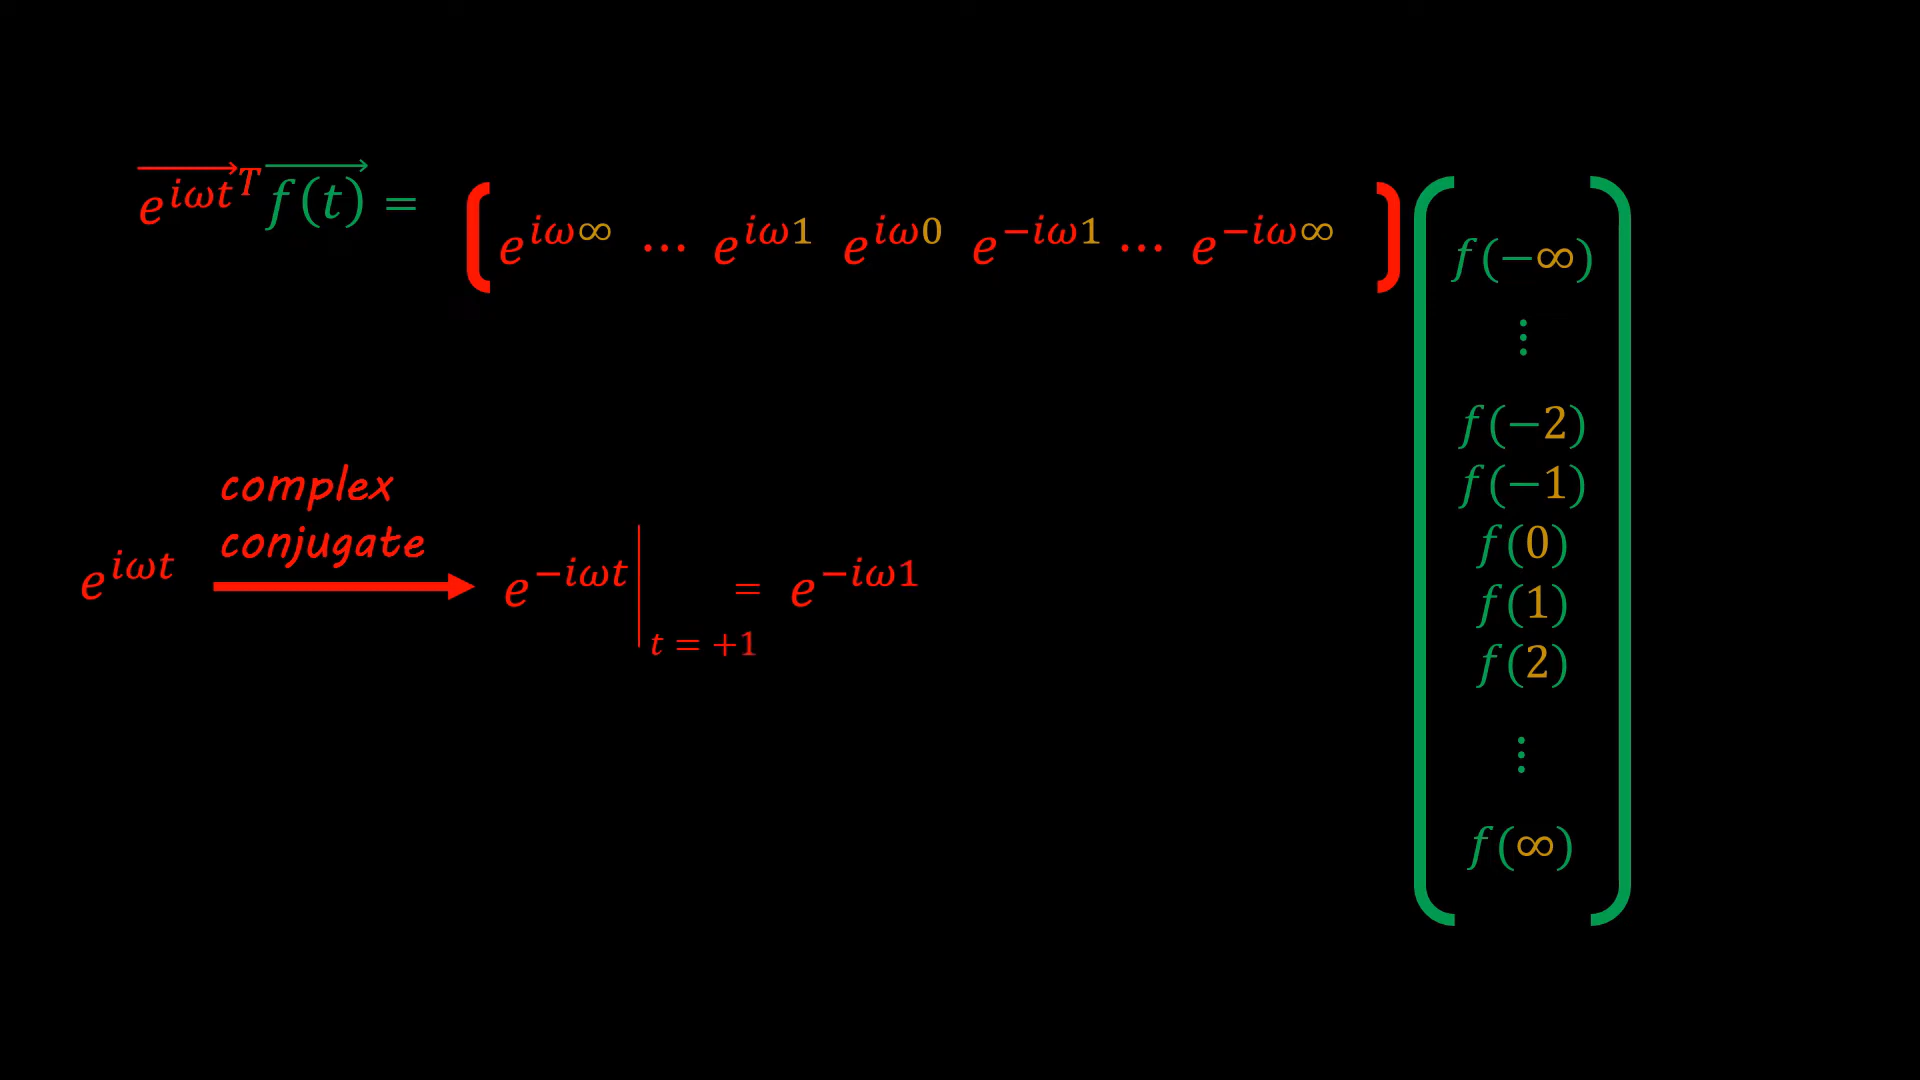 e^{iωt}^T f(t) = [e^{iω∞} ⋯ e^{iω1} e^{iω0} e^{−iω1} ⋯ e^{−iω∞}]
f(−∞)
⋮
f(−2)
f(−1)
f(0)
f(1)
f(2)
⋮
f(∞)
complex
conjugate
e^{iωt} → e^{−iωt} | t = +1 = e^{−iω1}